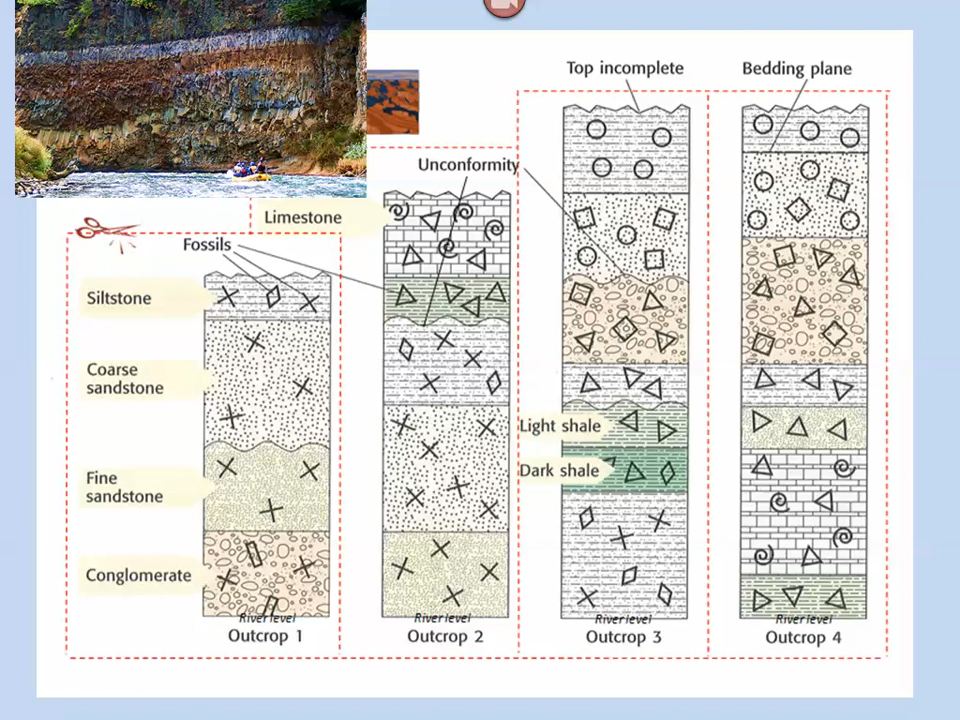 Top incomplete
Bedding plane
Unconformity
Limestone
Fossils
Siltstone
Coarse
sandstone
Light shale
Dark shale
Fine
sandstone
Conglomerate
River level
River level
River level
River level
Outcrop 1
Outcrop 2
Outcrop 3
Outcrop 4